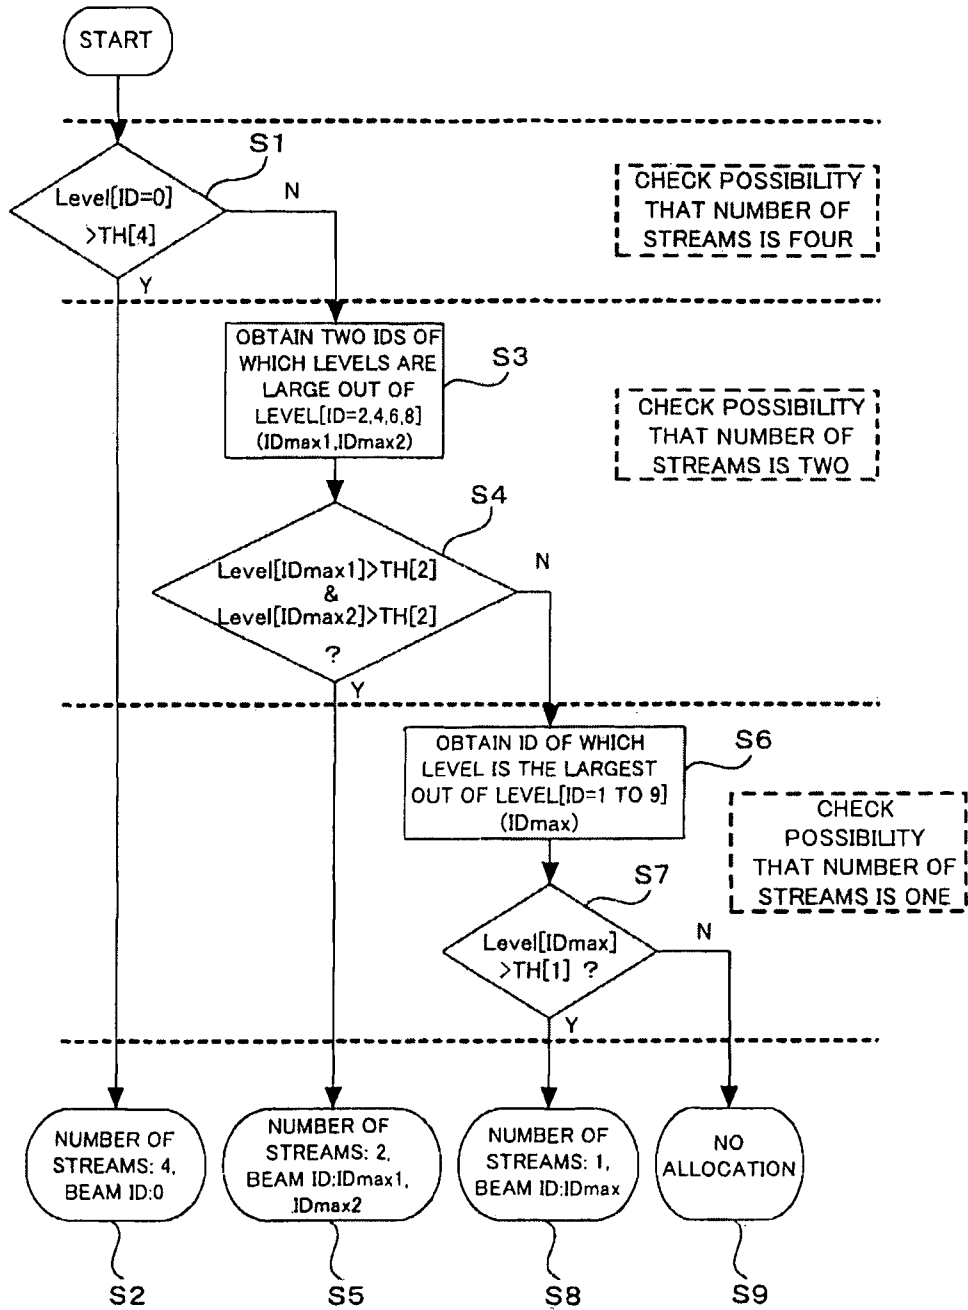 START
S1
Level[ID=0]
>TH[4]
N
Y
CHECK POSSIBILITY
THAT NUMBER OF
STREAMS IS FOUR
OBTAIN TWO IDS OF
WHICH LEVELS ARE
LARGE OUT OF
LEVEL[ID=2,4,6,8]
(IDmax1,IDmax2)
S3
CHECK POSSIBILITY
THAT NUMBER OF
STREAMS IS TWO
S4
Level[IDmax1]>TH[2]
&
Level[IDmax2]>TH[2]
?
N
Y
OBTAIN ID OF WHICH
LEVEL IS THE LARGEST
OUT OF LEVEL[ID=1 TO 9]
(IDmax)
S6
CHECK
POSSIBILITY
THAT NUMBER OF
STREAMS IS ONE
S7
Level[IDmax]
>TH[1] ?
N
Y
NUMBER OF
STREAMS: 4,
BEAM ID:0
NUMBER OF
STREAMS: 2,
BEAM ID:IDmax1,
IDmax2
NUMBER OF
STREAMS: 1,
BEAM ID:IDmax
NO
ALLOCATION
S2
S5
S8
S9